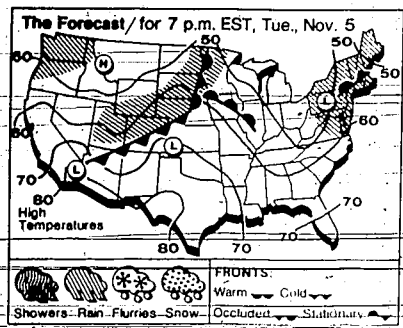 The Forecast/for 7 p.m. EST, Tue., Nov. 5
50
50
60
H
50
L
60
60
L
L
70
80
High
Temperatures
80
70
70
70
Showers Rain Flurries Snow
FRONTS:
Warm Cold
Occluded Stationary